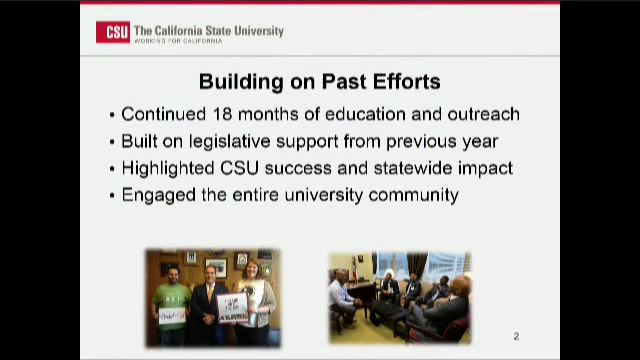 CSU The California State University
WORKING FOR CALIFORNIA
Building on Past Efforts
• Continued 18 months of education and outreach
• Built on legislative support from previous year
• Highlighted CSU success and statewide impact
• Engaged the entire university community
2